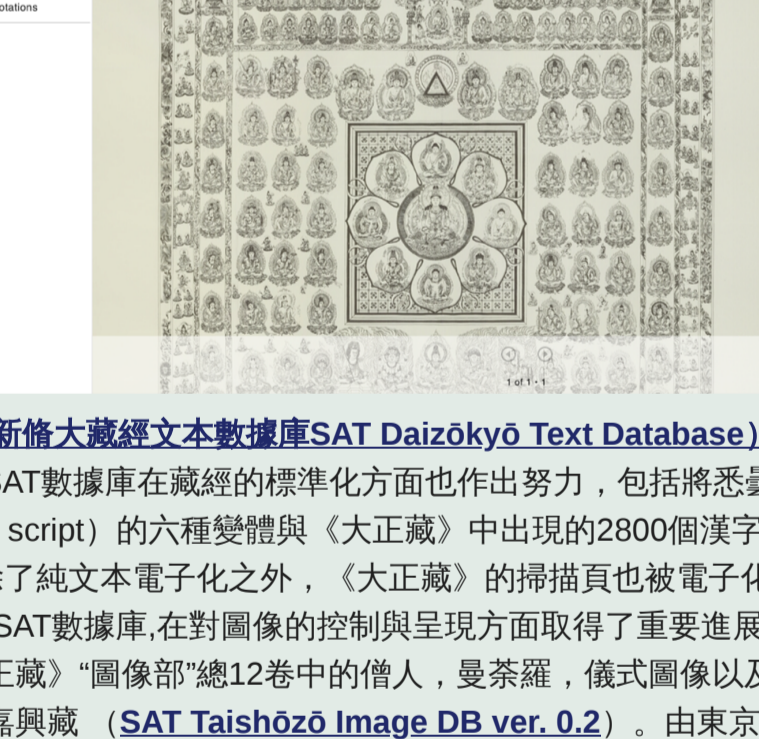 otations
1 of 1 • 1
新脩大藏經文本數據庫SAT Daizōkyō Text Database）
SAT數據庫在藏經的標準化方面也作出努力，包括將悉曇
script）的六種變體與《大正藏》中出現的2800個漢字
除了純文本電子化之外，《大正藏》的掃描頁也被電子化
SAT數據庫,在對圖像的控制與呈現方面取得了重要進展
正藏》“圖像部”總12卷中的僧人，曼荼羅，儀式圖像以及
嘉興藏 （SAT Taishōzō Image DB ver. 0.2）。由東京